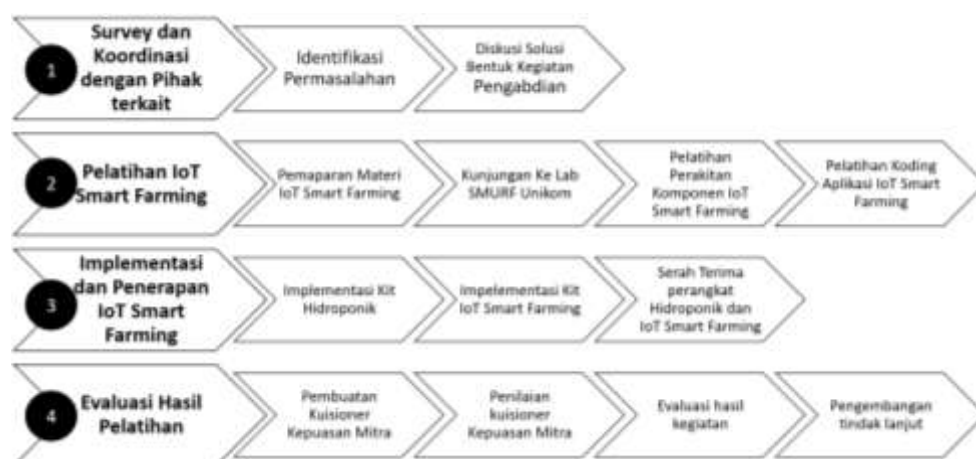 1
Survey dan
Koordinasi
dengan Pihak
terkait
Identifikasi
Permasalahan
Diskusi Solusi
Bentuk Kegiatan
Pengabdian
2
Pelatihan IoT
Smart Farming
Pemaparan Materi
IoT Smart Farming
Kunjungan Ke Lab
SMURF Unikom
Pelatihan
Perakitan
Komponen IoT
Smart Farming
Pelatihan Koding
Aplikasi IoT Smart
Farming
3
Implementasi
dan Penerapan
IoT Smart
Farming
Implementasi Kit
Hidroponik
Impelementasi Kit
IoT Smart Farming
Serah Terima
perangkat
Hidroponik dan
IoT Smart Farming
4
Evaluasi Hasil
Pelatihan
Pembuatan
Kuisioner
Kepuasan Mitra
Penilaian
kuisioner
Kepuasan Mitra
Evaluasi hasil
kegiatan
Pengembangan
tindak lanjut